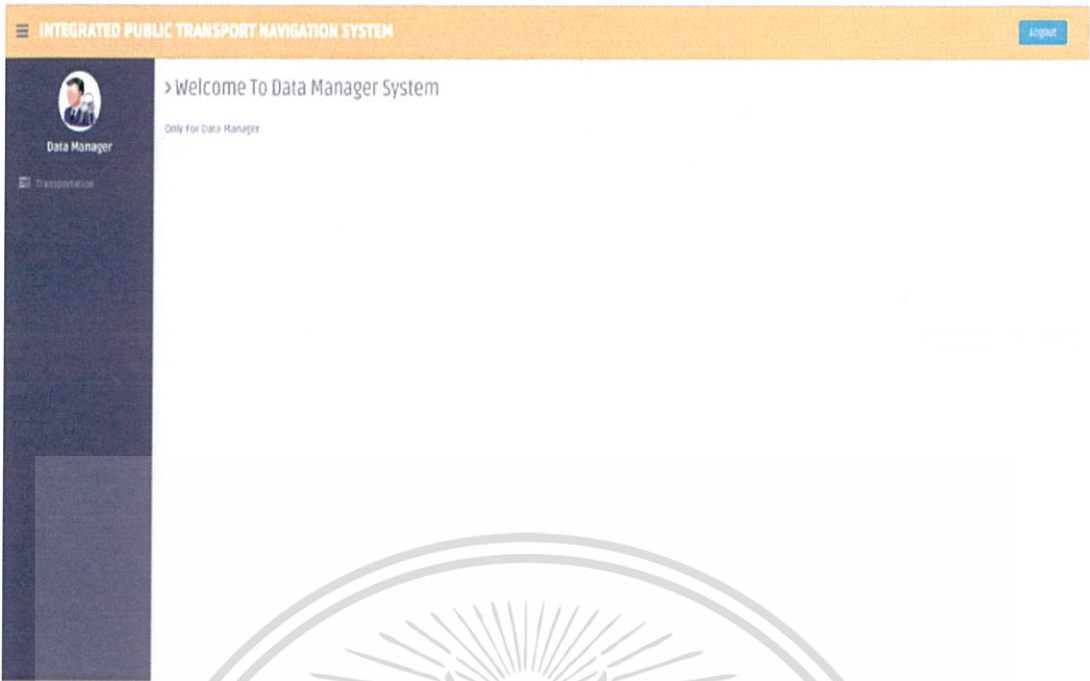 INTEGRATED PUBLIC TRANSPORT NAVIGATION SYSTEM
Logout
Data Manager
Transportation
> Welcome To Data Manager System
Only For Data Manager.